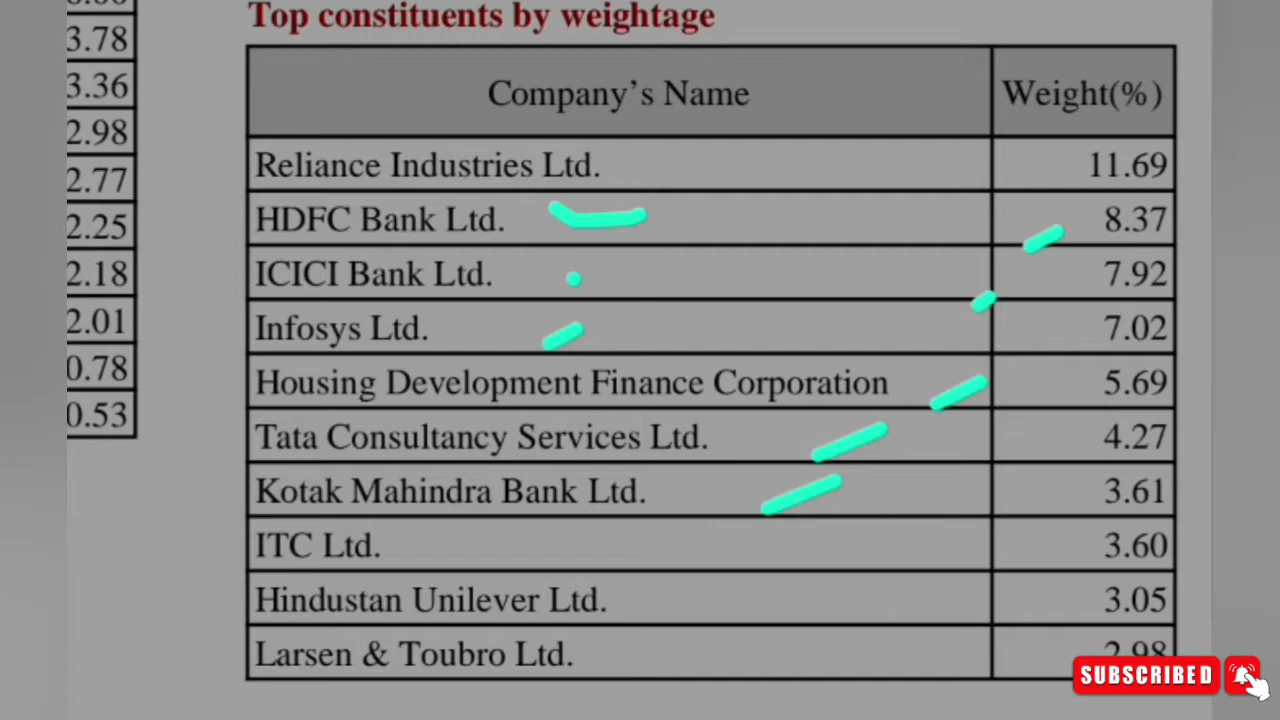 Top constituents by weightage
3.78
3.36
2.98
2.77
2.25
2.18
2.01
0.78
0.53
Company’s Name Weight(%)
Reliance Industries Ltd. 11.69
HDFC Bank Ltd. 8.37
ICICI Bank Ltd. 7.92
Infosys Ltd. 7.02
Housing Development Finance Corporation 5.69
Tata Consultancy Services Ltd. 4.27
Kotak Mahindra Bank Ltd. 3.61
ITC Ltd. 3.60
Hindustan Unilever Ltd. 3.05
Larsen & Toubro Ltd. 2.98
SUBSCRIBED